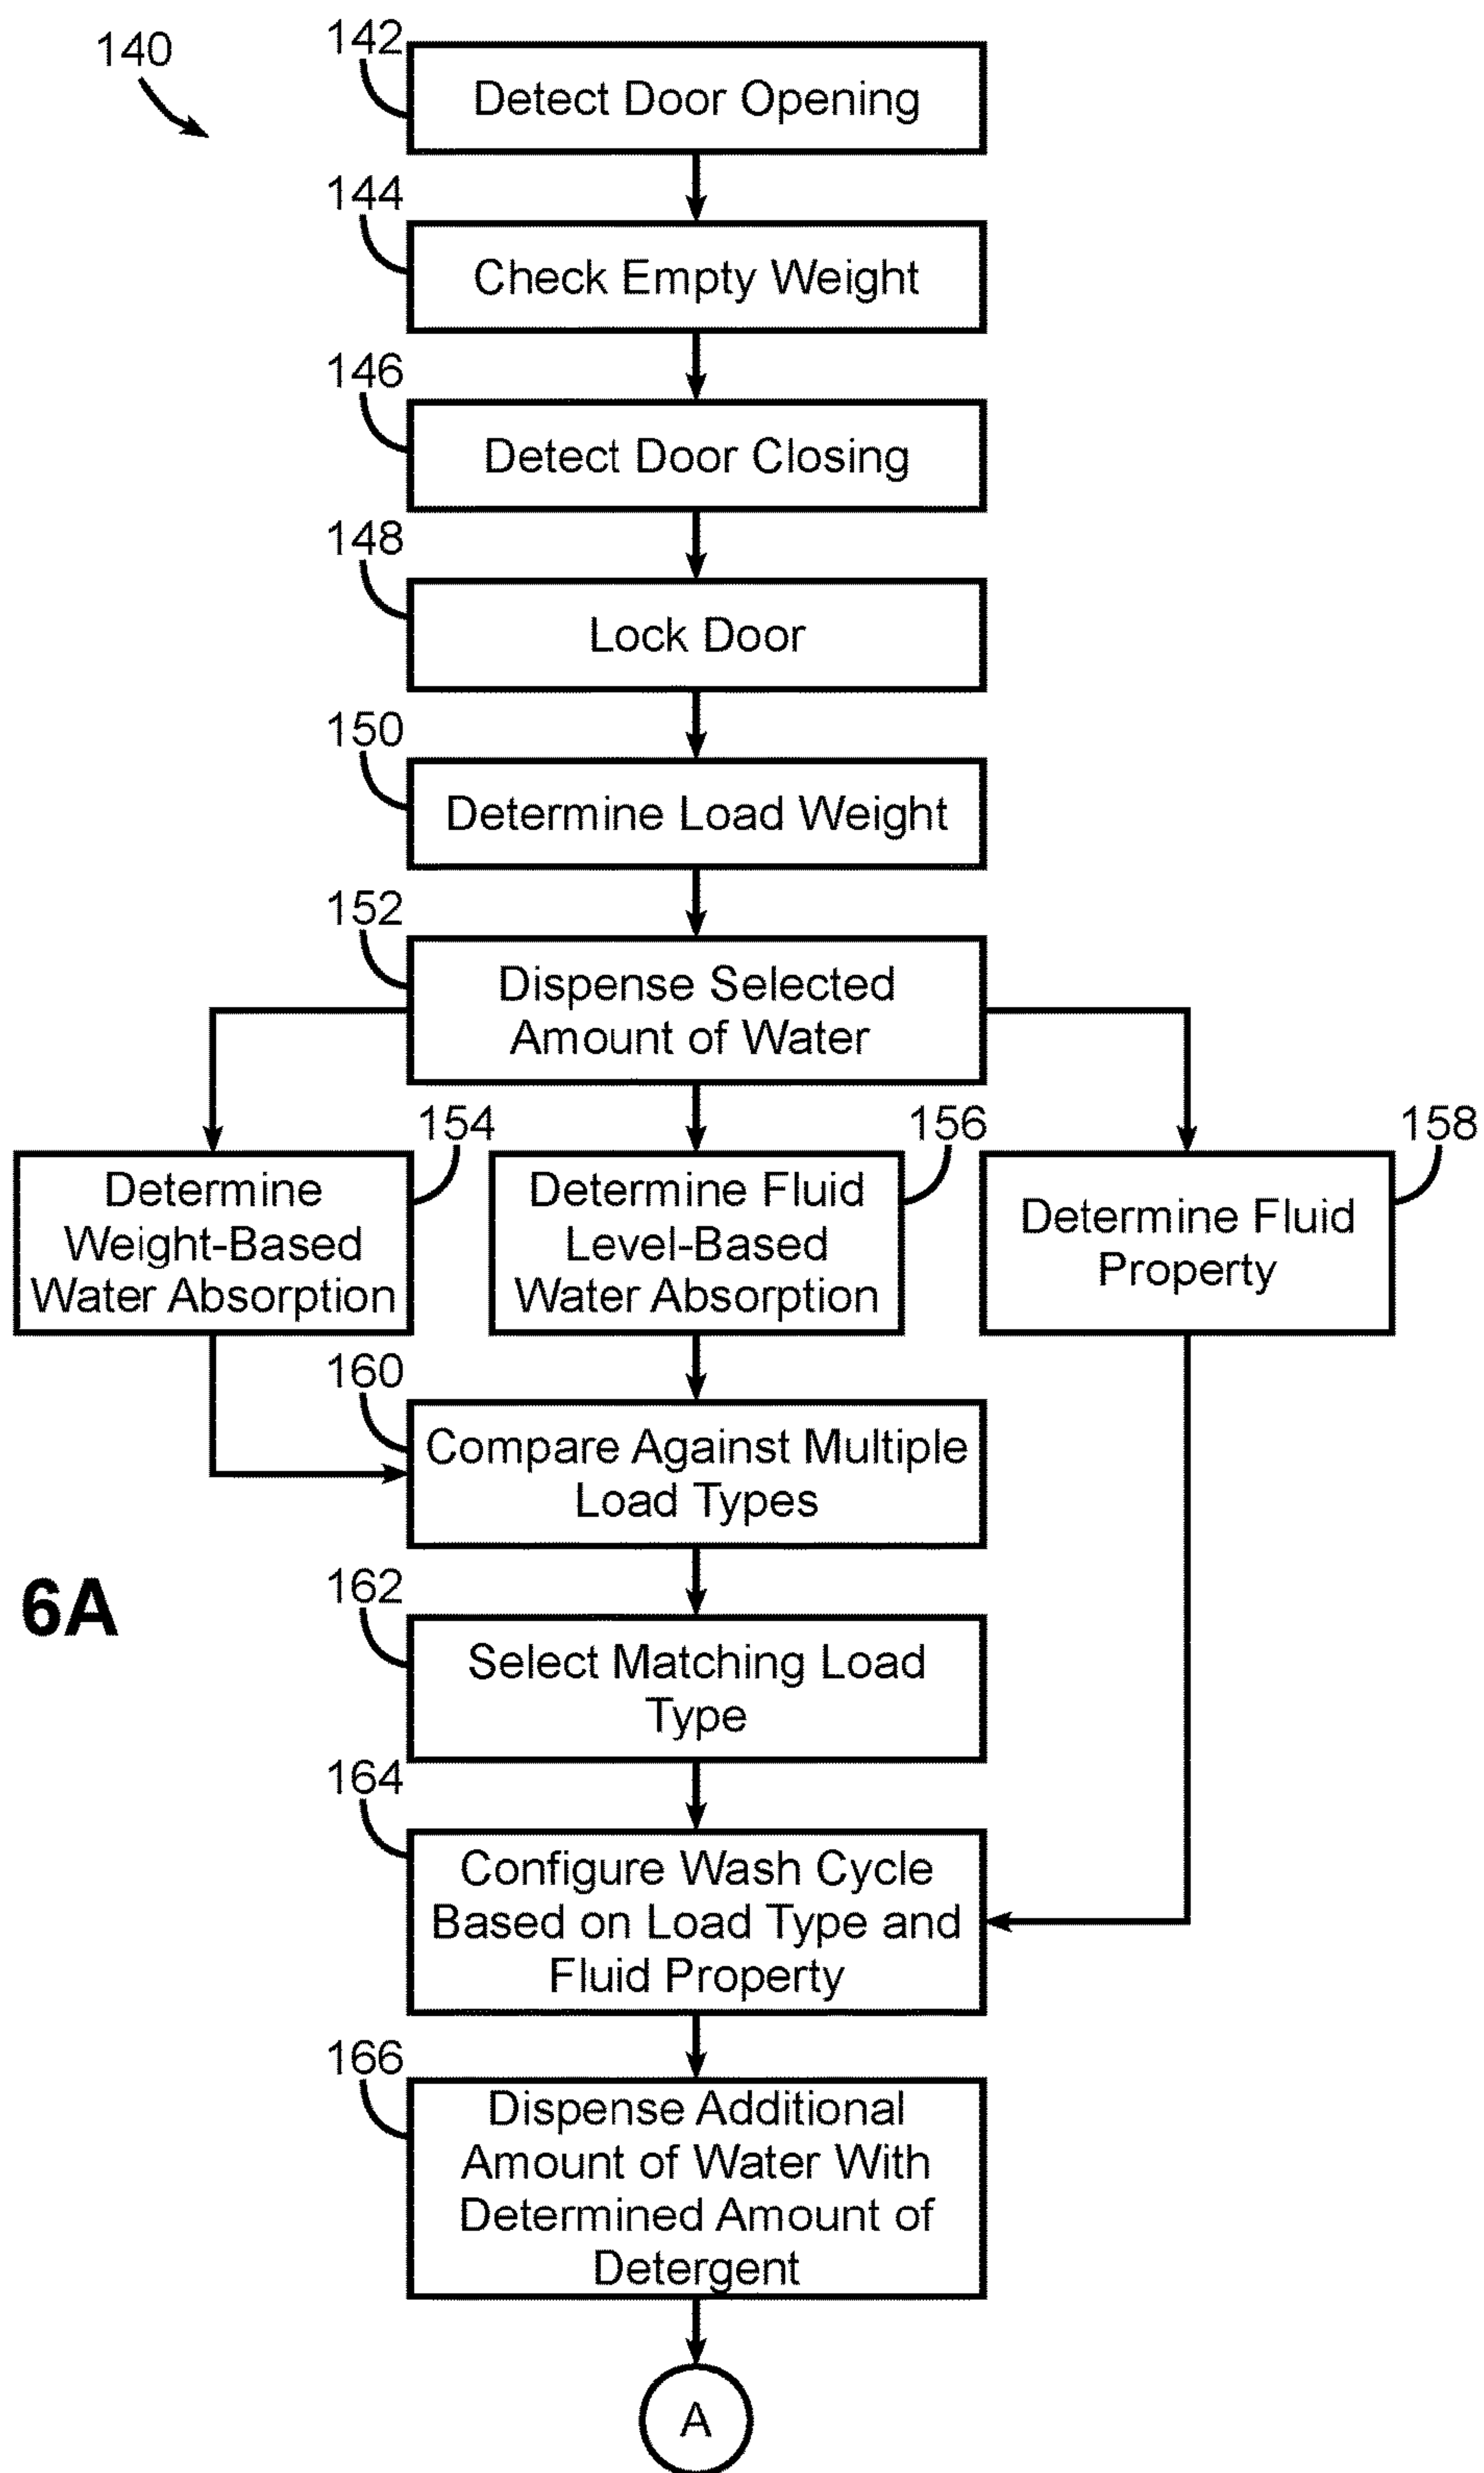 140
142
Detect Door Opening
144
Check Empty Weight
146
Detect Door Closing
148
Lock Door
150
Determine Load Weight
152
Dispense Selected
Amount of Water
154
Determine
Weight-Based
Water Absorption
156
Determine Fluid
Level-Based
Water Absorption
158
Determine Fluid
Property
160
Compare Against Multiple
Load Types
6A
162
Select Matching Load
Type
164
Configure Wash Cycle
Based on Load Type and
Fluid Property
166
Dispense Additional
Amount of Water With
Determined Amount of
Detergent
A